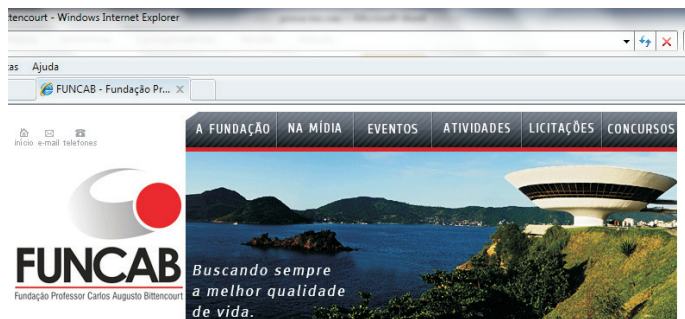 ttencourt - Windows Internet Explorer
tas Ajuda
FUNCAB - Fundação Pr...
início e-mail telefones
A FUNDAÇÃO NA MÍDIA EVENTOS ATIVIDADES LICITAÇÕES CONCURSOS
FUNCAB
Fundação Professor Carlos Augusto Bittencourt
Buscando sempre
a melhor qualidade
de vida.